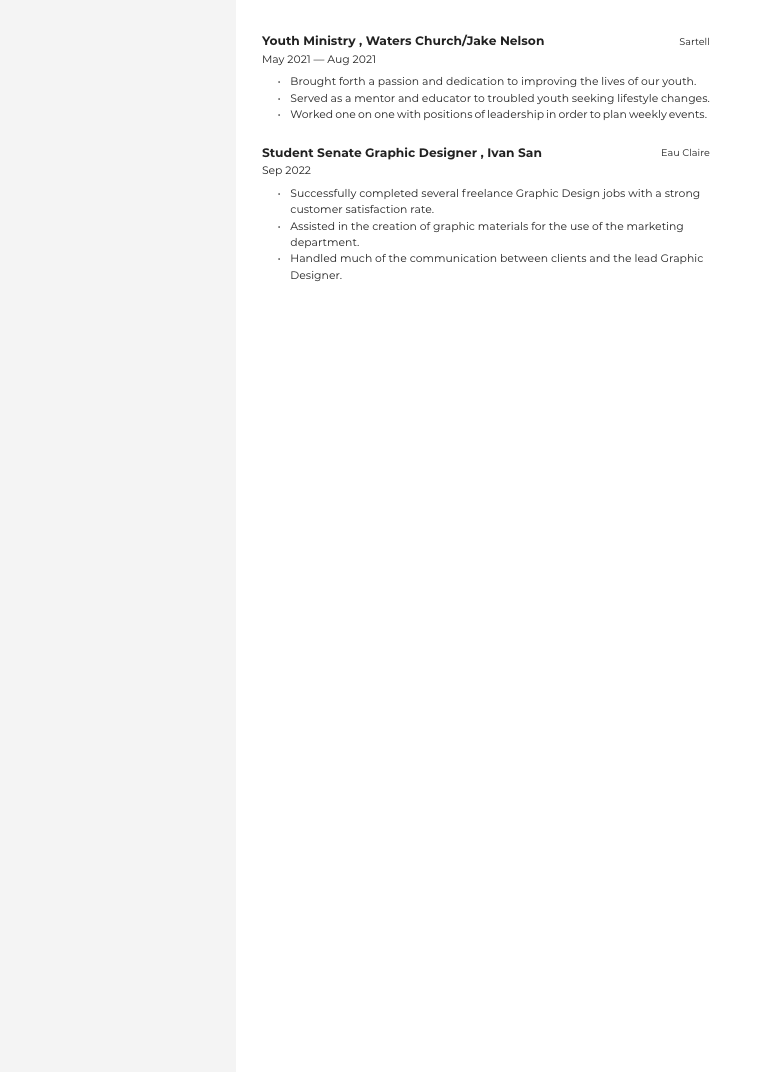 Youth Ministry , Waters Church/Jake Nelson Sartell
May 2021 — Aug 2021
• Brought forth a passion and dedication to improving the lives of our youth.
• Served as a mentor and educator to troubled youth seeking lifestyle changes.
• Worked one on one with positions of leadership in order to plan weekly events.
Student Senate Graphic Designer , Ivan San Eau Claire
Sep 2022
• Successfully completed several freelance Graphic Design jobs with a strong
customer satisfaction rate.
• Assisted in the creation of graphic materials for the use of the marketing
department.
• Handled much of the communication between clients and the lead Graphic
Designer.